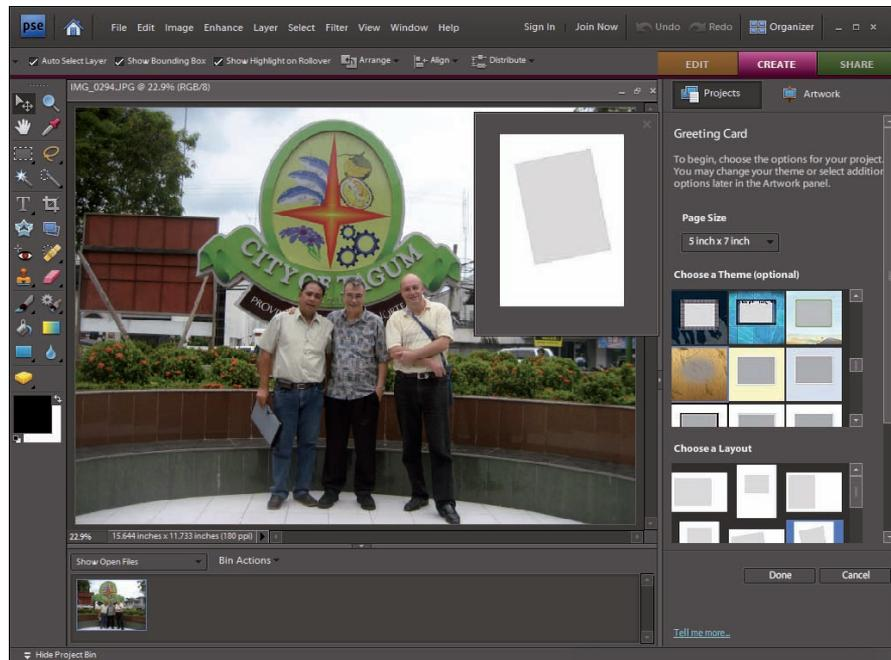 pse File Edit Image Enhance Layer Select Filter View Window Help Sign In Join Now Undo Redo Organizer
Auto Select Layer Show Bounding Box Show Highlight on Rollover Arrange Align Distribute EDIT CREATE SHARE
IMG_0294.JPG @ 22.9% (RGB/8)
Projects Artwork
Greeting Card
To begin, choose the options for your project.
You may change your theme or select addition
options later in the Artwork panel.
Page Size
5 inch x 7 inch
Choose a Theme (optional)
Choose a Layout
CITY OF TAGUM
22.9% 15.644 inches x 11.733 inches (180 ppi)
Show Open Files Bin Actions
Done Cancel
Tell me more...
Hide Project Bin